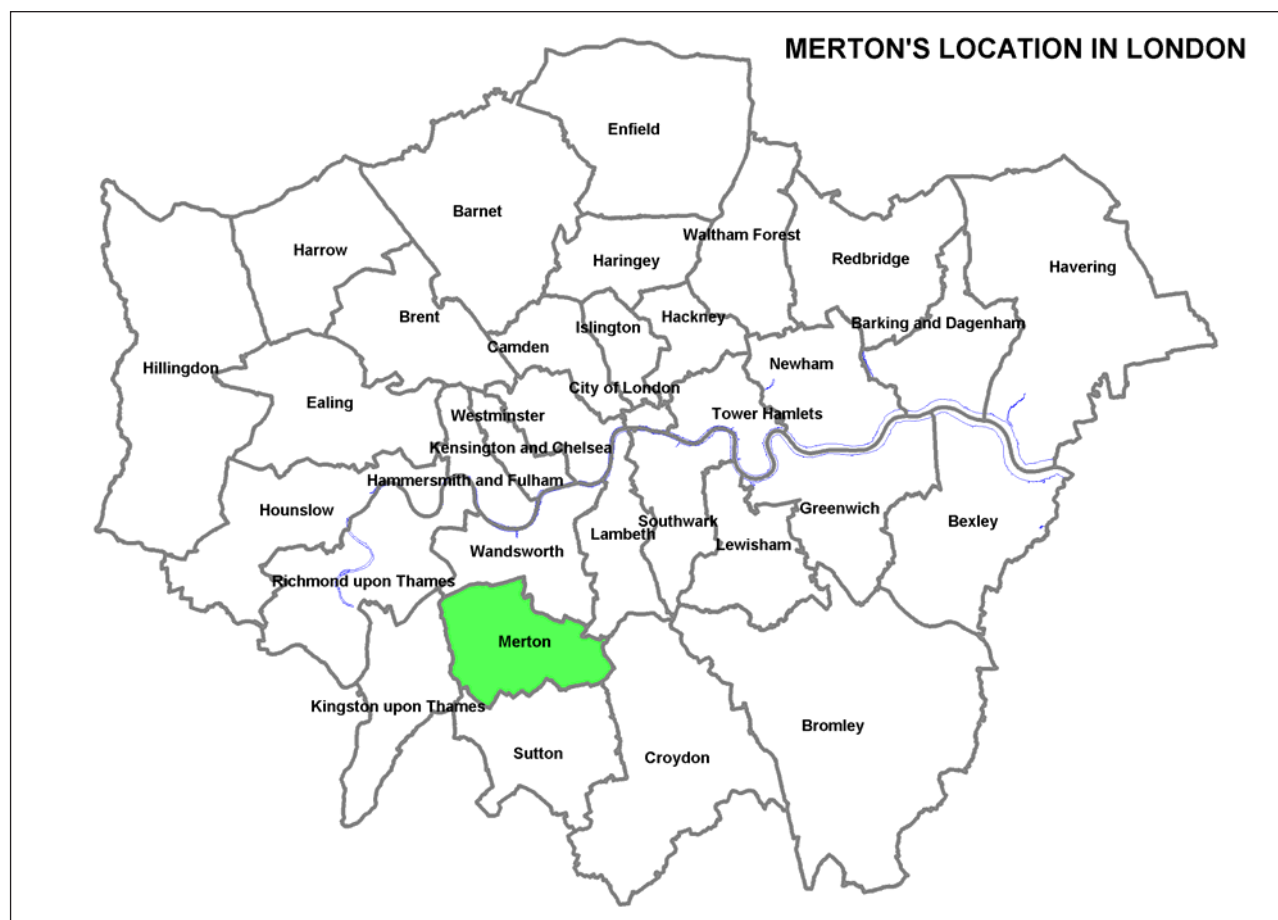 MERTON'S LOCATION IN LONDON
Enfield
Barnet
Waltham Forest
Harrow
Haringey
Redbridge
Havering
Brent
Hackney
Islington
Barking and Dagenham
Camden
Hillingdon
Newham
City of London
Ealing
Westminster
Tower Hamlets
Kensington and Chelsea
Hammersmith and Fulham
Hounslow
Greenwich
Southwark
Bexley
Lambeth
Lewisham
Wandsworth
Richmond upon Thames
Merton
Kingston upon Thames
Bromley
Sutton
Croydon